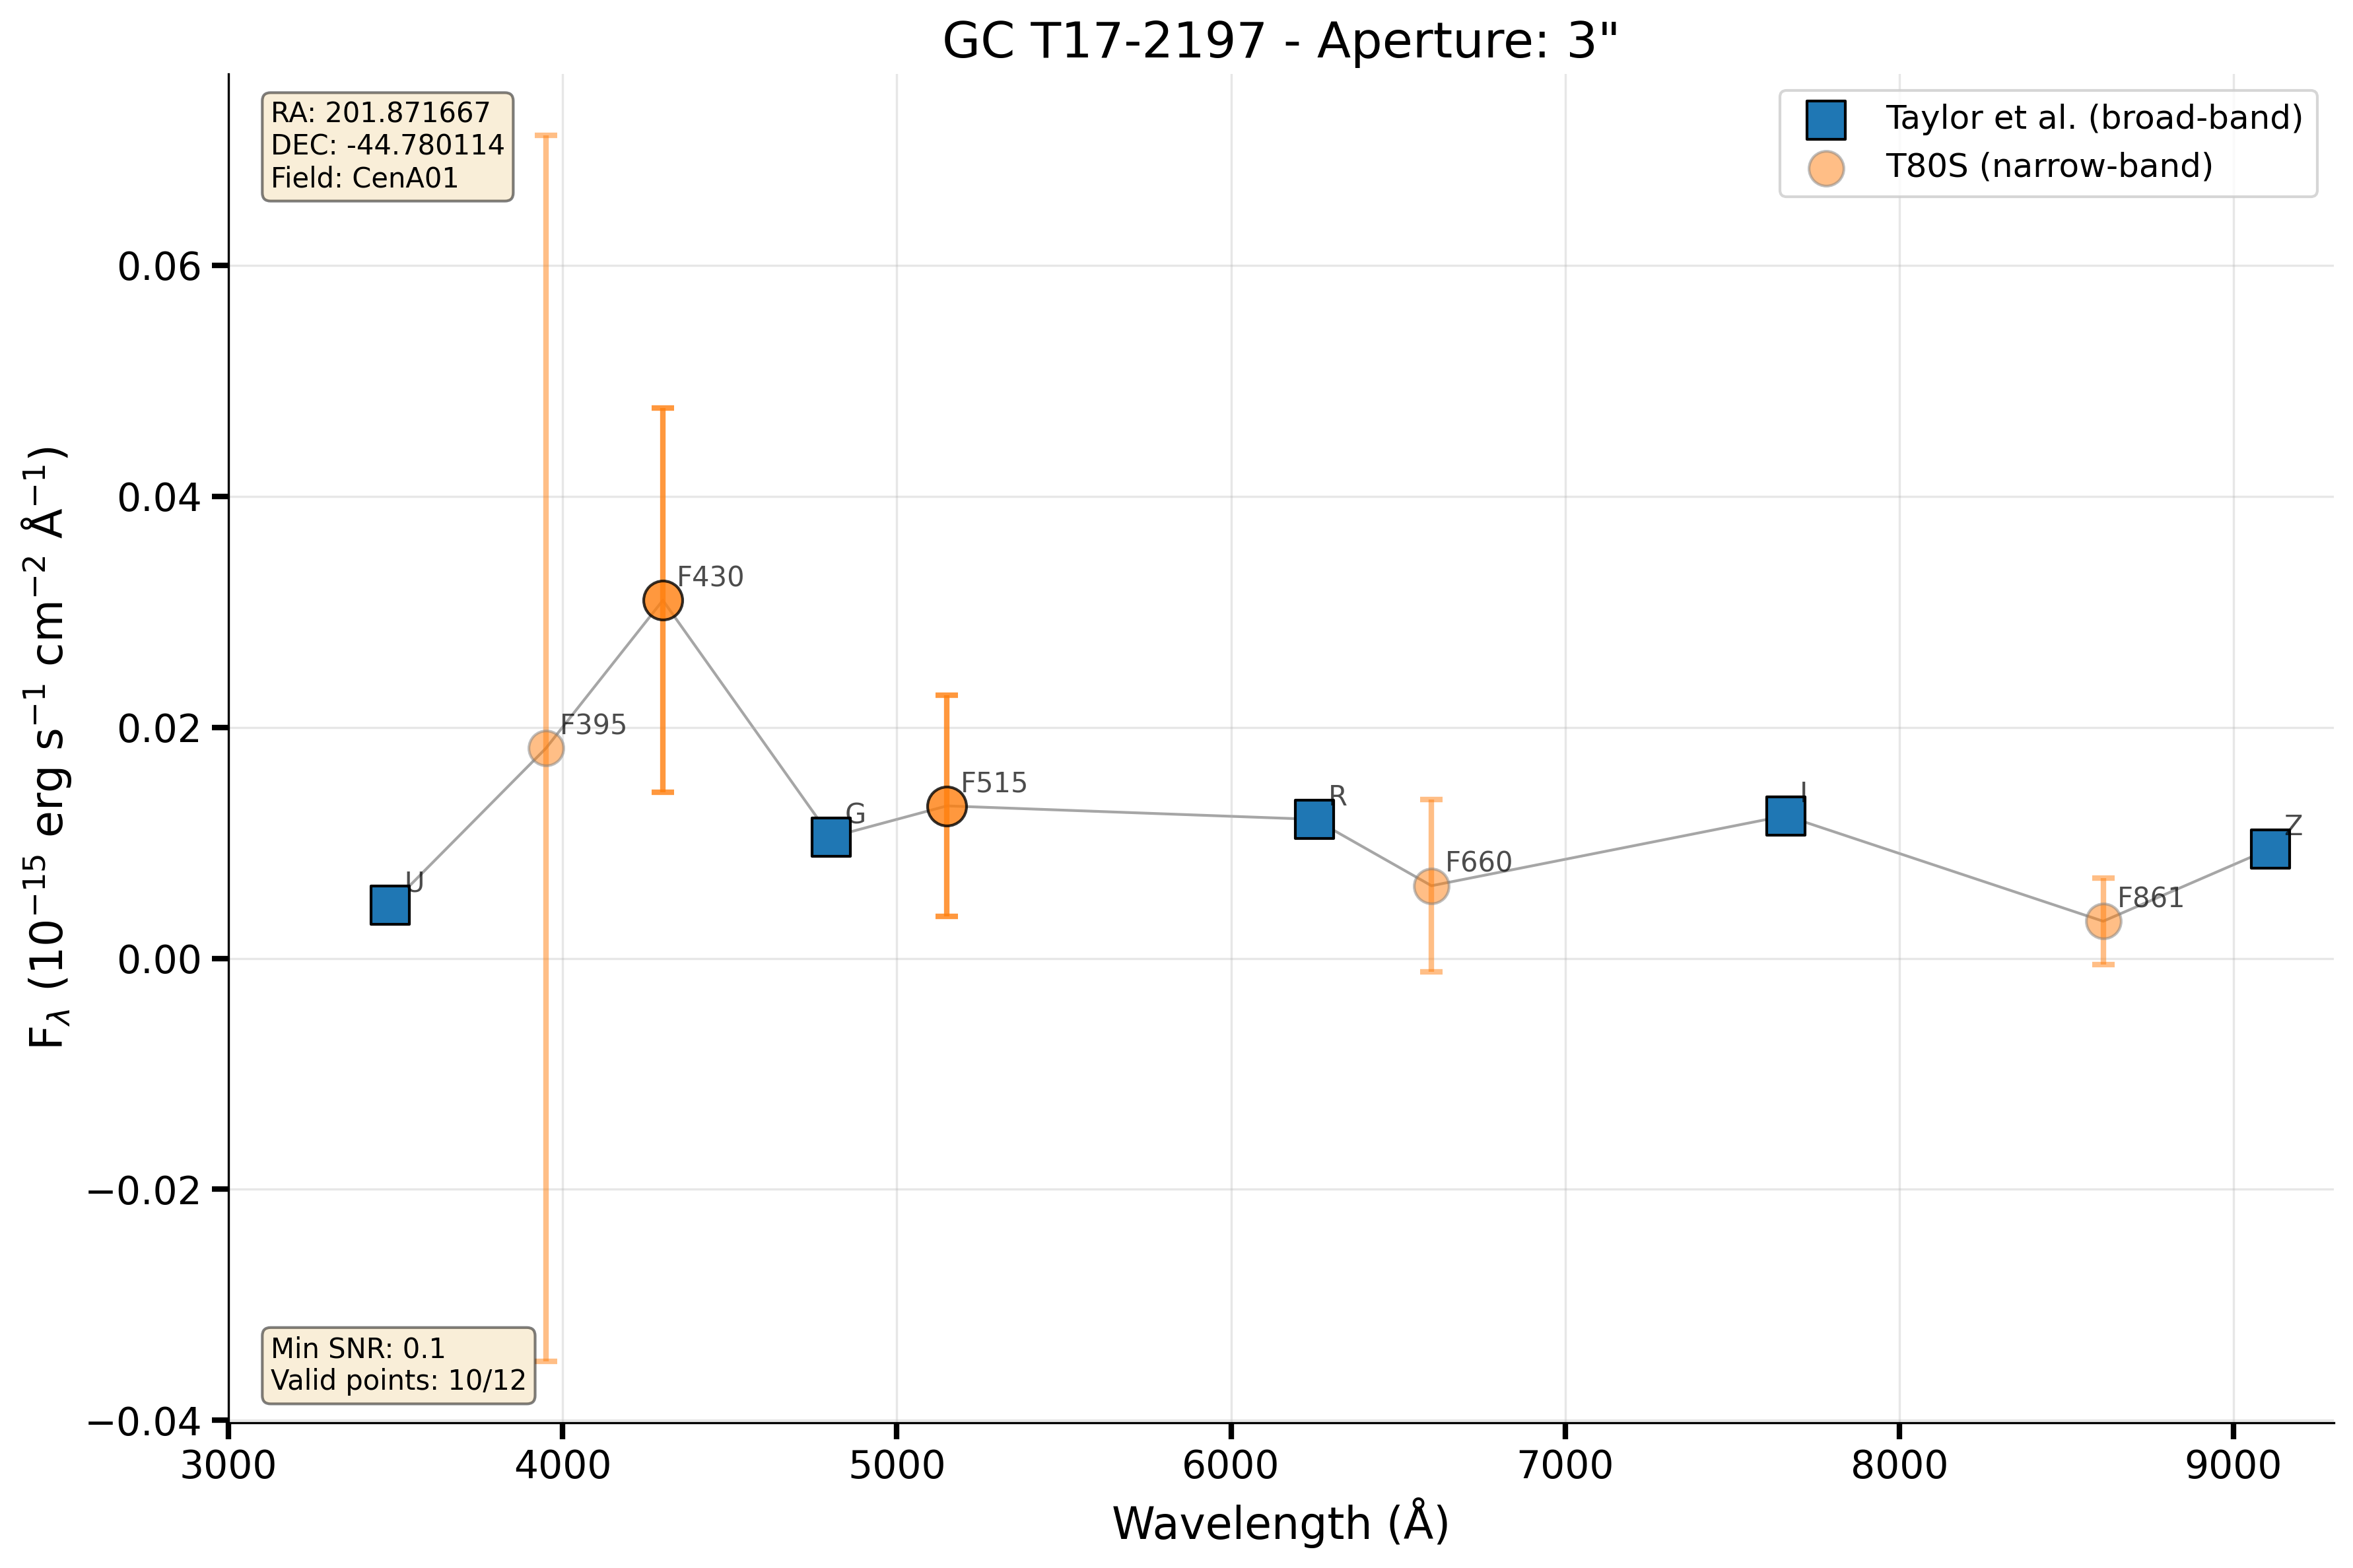 GC T17-2197 - Aperture: 3"
RA: 201.871667
DEC: -44.780114
Field: CenA01
Taylor et al. (broad-band)
T80S (narrow-band)
F$_λ$ (10$^{−15}$ erg s$^{−1}$ cm$^{−2}$ Å$^{−1}$)
0.06
0.04
0.02
0.00
−0.02
−0.04
U
F395
F430
G
F515
R
F660
I
F861
Z
Min SNR: 0.1
Valid points: 10/12
3000 4000 5000 6000 7000 8000 9000
Wavelength (Å)